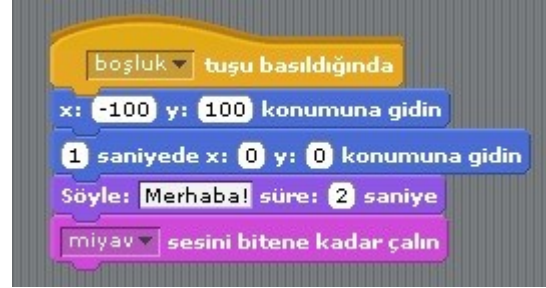 boşluk tuşu basıldığında
x: -100 y: 100 konumuna gidin
1 saniyede x: 0 y: 0 konumuna gidin
Söyle: Merhaba! süre: 2 saniye
miyav sesini bitene kadar çalın